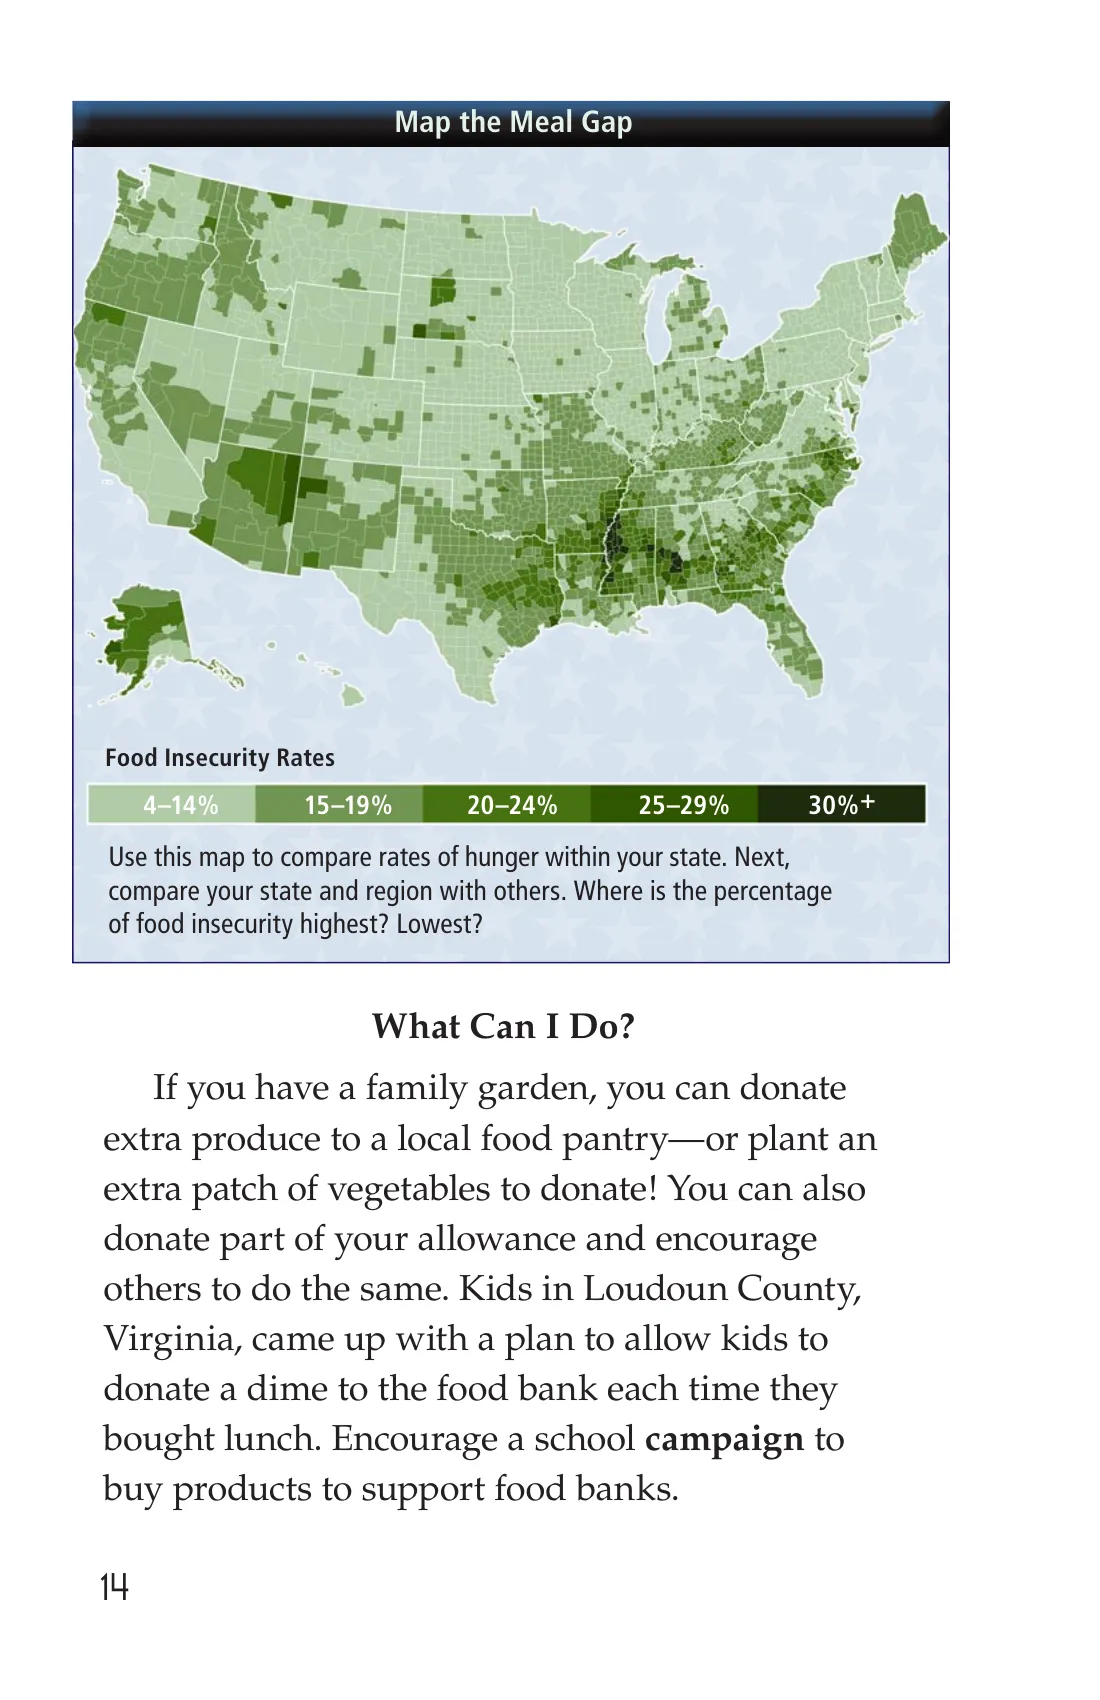 Map the Meal Gap
Food Insecurity Rates
4–14% 15–19% 20–24% 25–29% 30%+
Use this map to compare rates of hunger within your state. Next,
compare your state and region with others. Where is the percentage
of food insecurity highest? Lowest?
What Can I Do?
If you have a family garden, you can donate
extra produce to a local food pantry—or plant an
extra patch of vegetables to donate! You can also
donate part of your allowance and encourage
others to do the same. Kids in Loudoun County,
Virginia, came up with a plan to allow kids to
donate a dime to the food bank each time they
bought lunch. Encourage a school campaign to
buy products to support food banks.
14